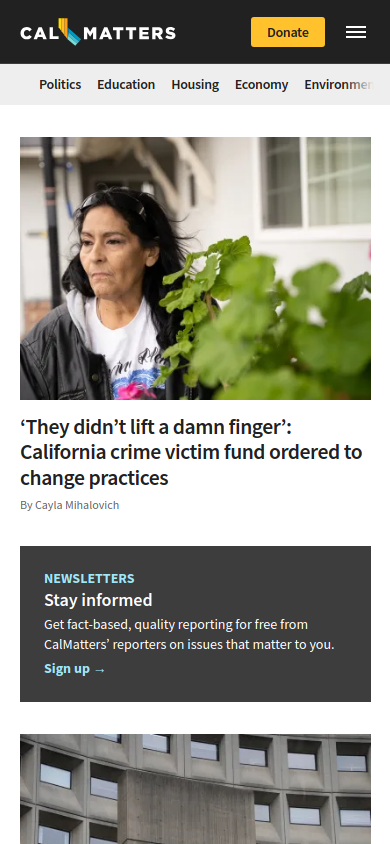 CAL MATTERS
Donate
Politics Education Housing Economy Environmen
‘They didn’t lift a damn finger’:
California crime victim fund ordered to
change practices
By Cayla Mihalovich
NEWSLETTERS
Stay informed
Get fact-based, quality reporting for free from
CalMatters’ reporters on issues that matter to you.
Sign up →